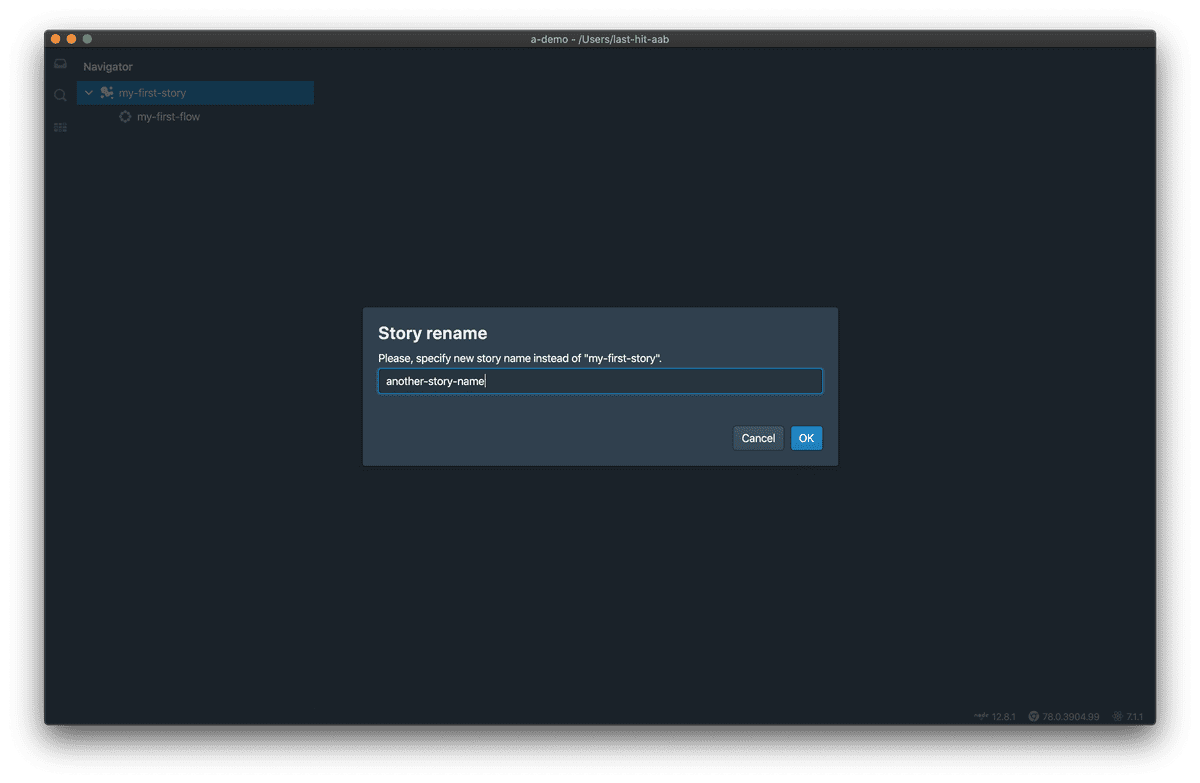 a-demo - /Users/last-hit-aab
Navigator
my-first-story
my-first-flow
Story rename
Please, specify new story name instead of "my-first-story".
another-story-name
Cancel OK
12.8.1 78.0.3904.99 7.1.1